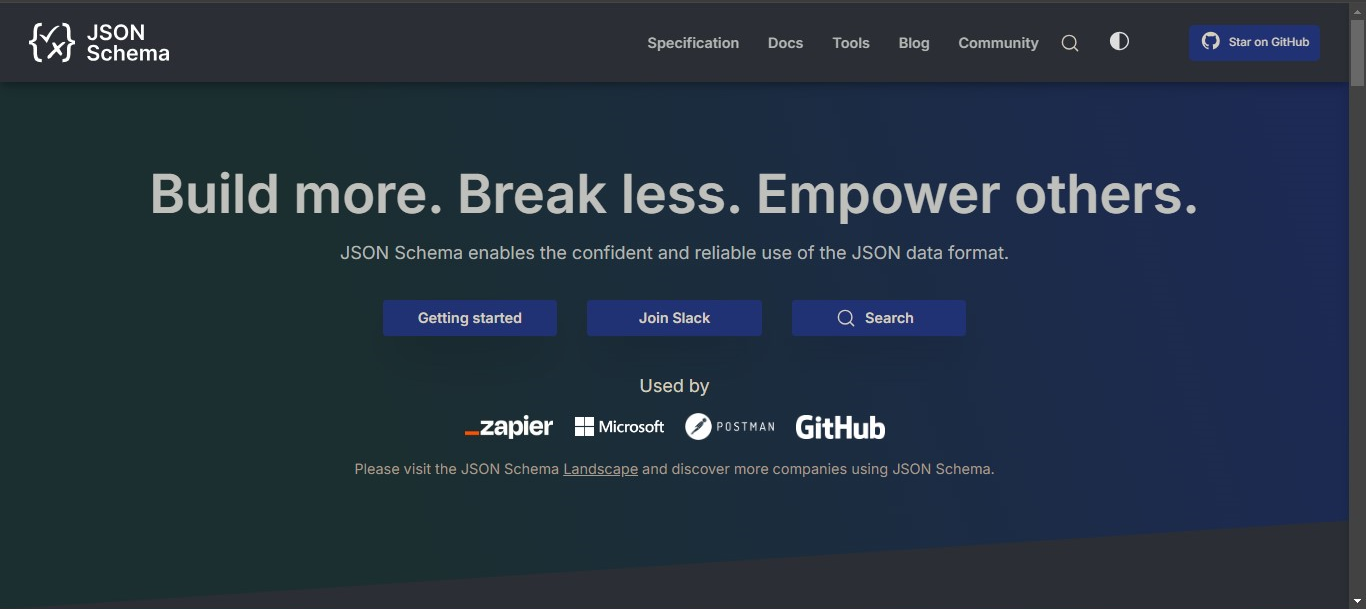 JSON
Schema
Specification Docs Tools Blog Community Star on GitHub
Build more. Break less. Empower others.
JSON Schema enables the confident and reliable use of the JSON data format.
Getting started Join Slack Search
Used by
_zapier Microsoft POSTMAN GitHub
Please visit the JSON Schema Landscape and discover more companies using JSON Schema.